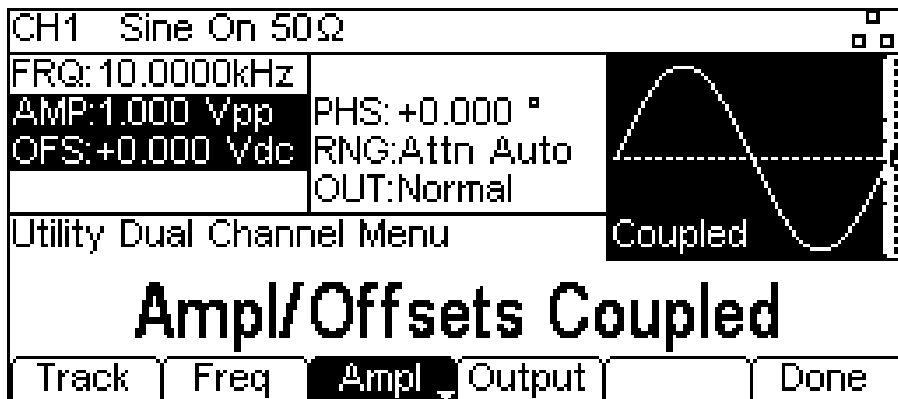 CH1 Sine On 50Ω
FRQ:10.0000kHz
AMP:1.000 Vpp
OFS:+0.000 Vdc
PHS:+0.000 °
RNG:Attn Auto
OUT:Normal
Coupled
Utility Dual Channel Menu
Ampl/Offsets Coupled
Track Freq Ampl Output Done